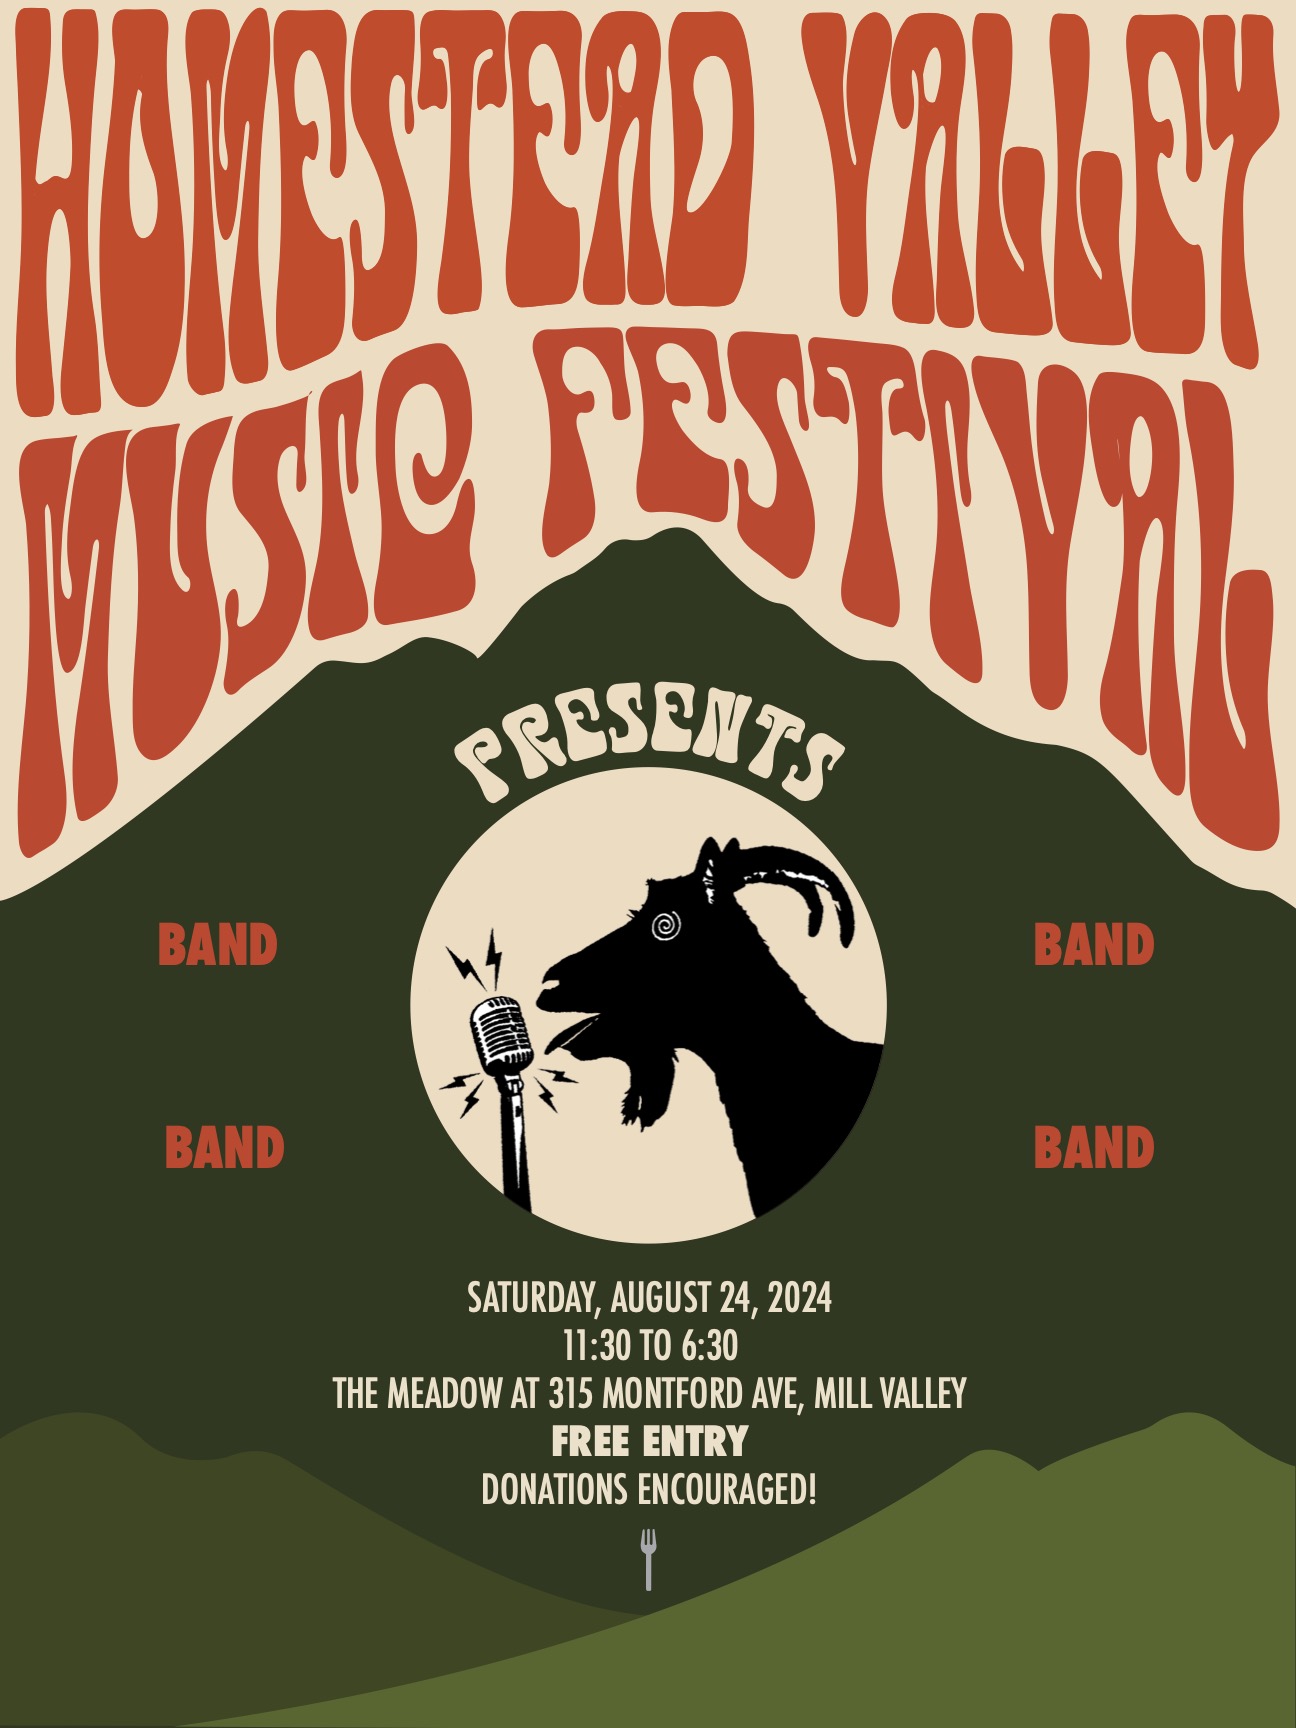 HOMESTEAD VALLEY
MUSIC FESTIVAL
PRESENTS
BAND
BAND
BAND
BAND
SATURDAY, AUGUST 24, 2024
11:30 TO 6:30
THE MEADOW AT 315 MONTFORD AVE, MILL VALLEY
FREE ENTRY
DONATIONS ENCOURAGED!